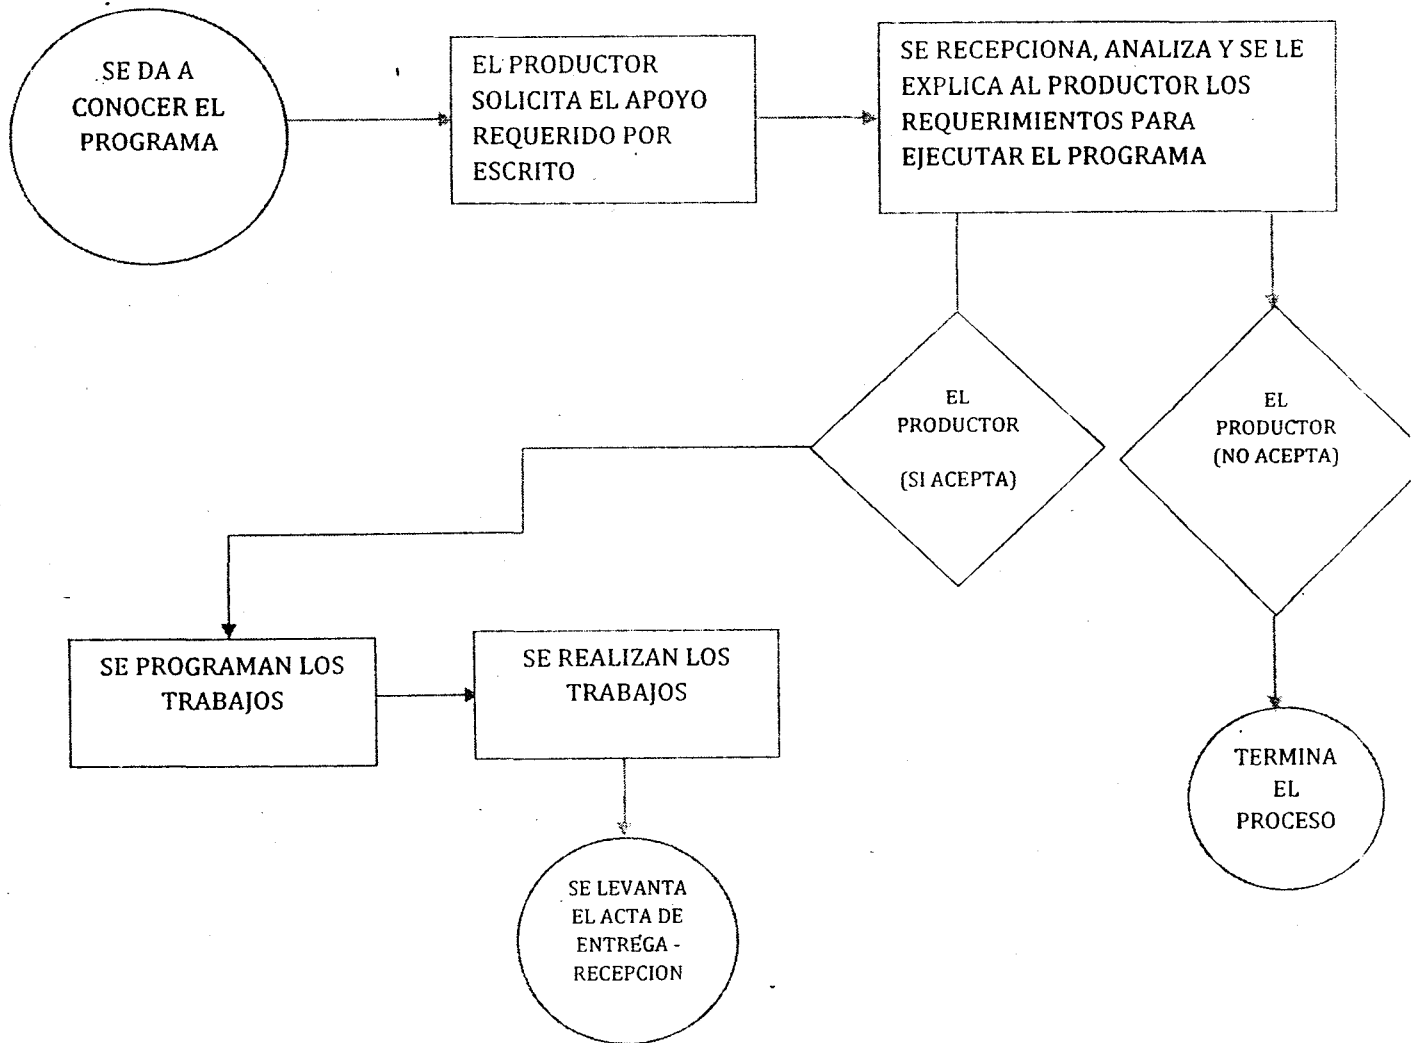 SE DA A
CONOCER EL
PROGRAMA
EL PRODUCTOR
SOLICITA EL APOYO
REQUERIDO POR
ESCRITO
SE RECEPCIONA, ANALIZA Y SE LE
EXPLICA AL PRODUCTOR LOS
REQUERIMIENTOS PARA
EJECUTAR EL PROGRAMA
EL
PRODUCTOR
(SI ACEPTA)
EL
PRODUCTOR
(NO ACEPTA)
SE PROGRAMAN LOS
TRABAJOS
SE REALIZAN LOS
TRABAJOS
TERMINA
EL
PROCESO
SE LEVANTA
EL ACTA DE
ENTREGA -
RECEPCION